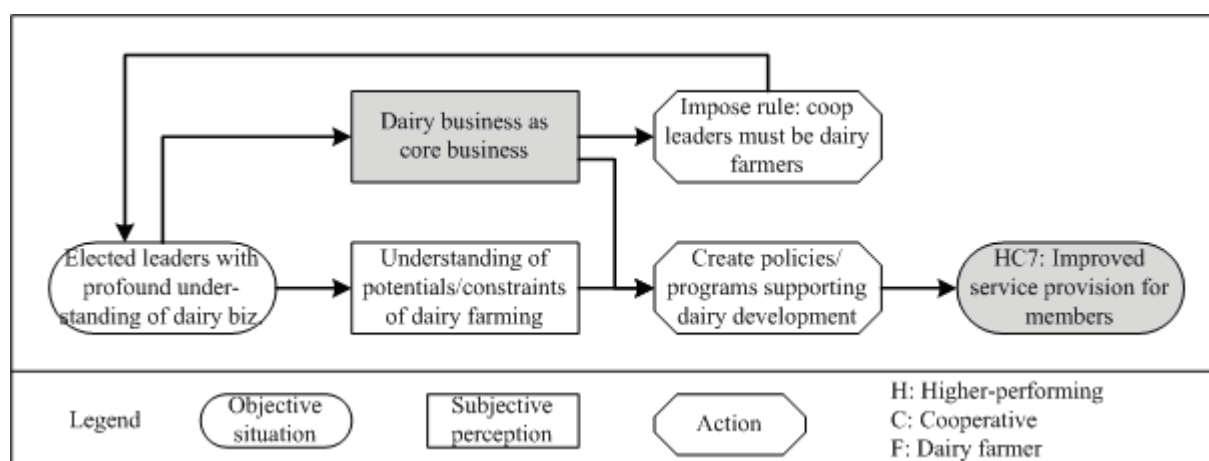 Dairy business as
core business
Impose rule: coop
leaders must be dairy
farmers
Elected leaders with
profound under-
standing of dairy biz.
Understanding of
potentials/constraints
of dairy farming
Create policies/
programs supporting
dairy development
HC7: Improved
service provision for
members
Legend
Objective
situation
Subjective
perception
Action
H: Higher-performing
C: Cooperative
F: Dairy farmer